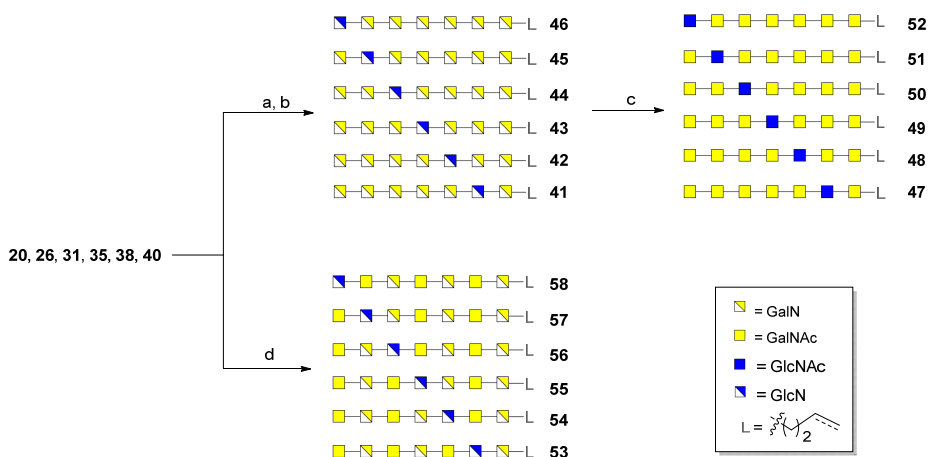 L 46
L 45
L 44
L 43
L 42
L 41
a, b
c
L 52
L 51
L 50
L 49
L 48
L 47
20, 26, 31, 35, 38, 40
d
L 58
L 57
L 56
L 55
L 54
L 53
= GalN
= GalNAc
= GlcNAc
= GlcN
L = ( ) 2